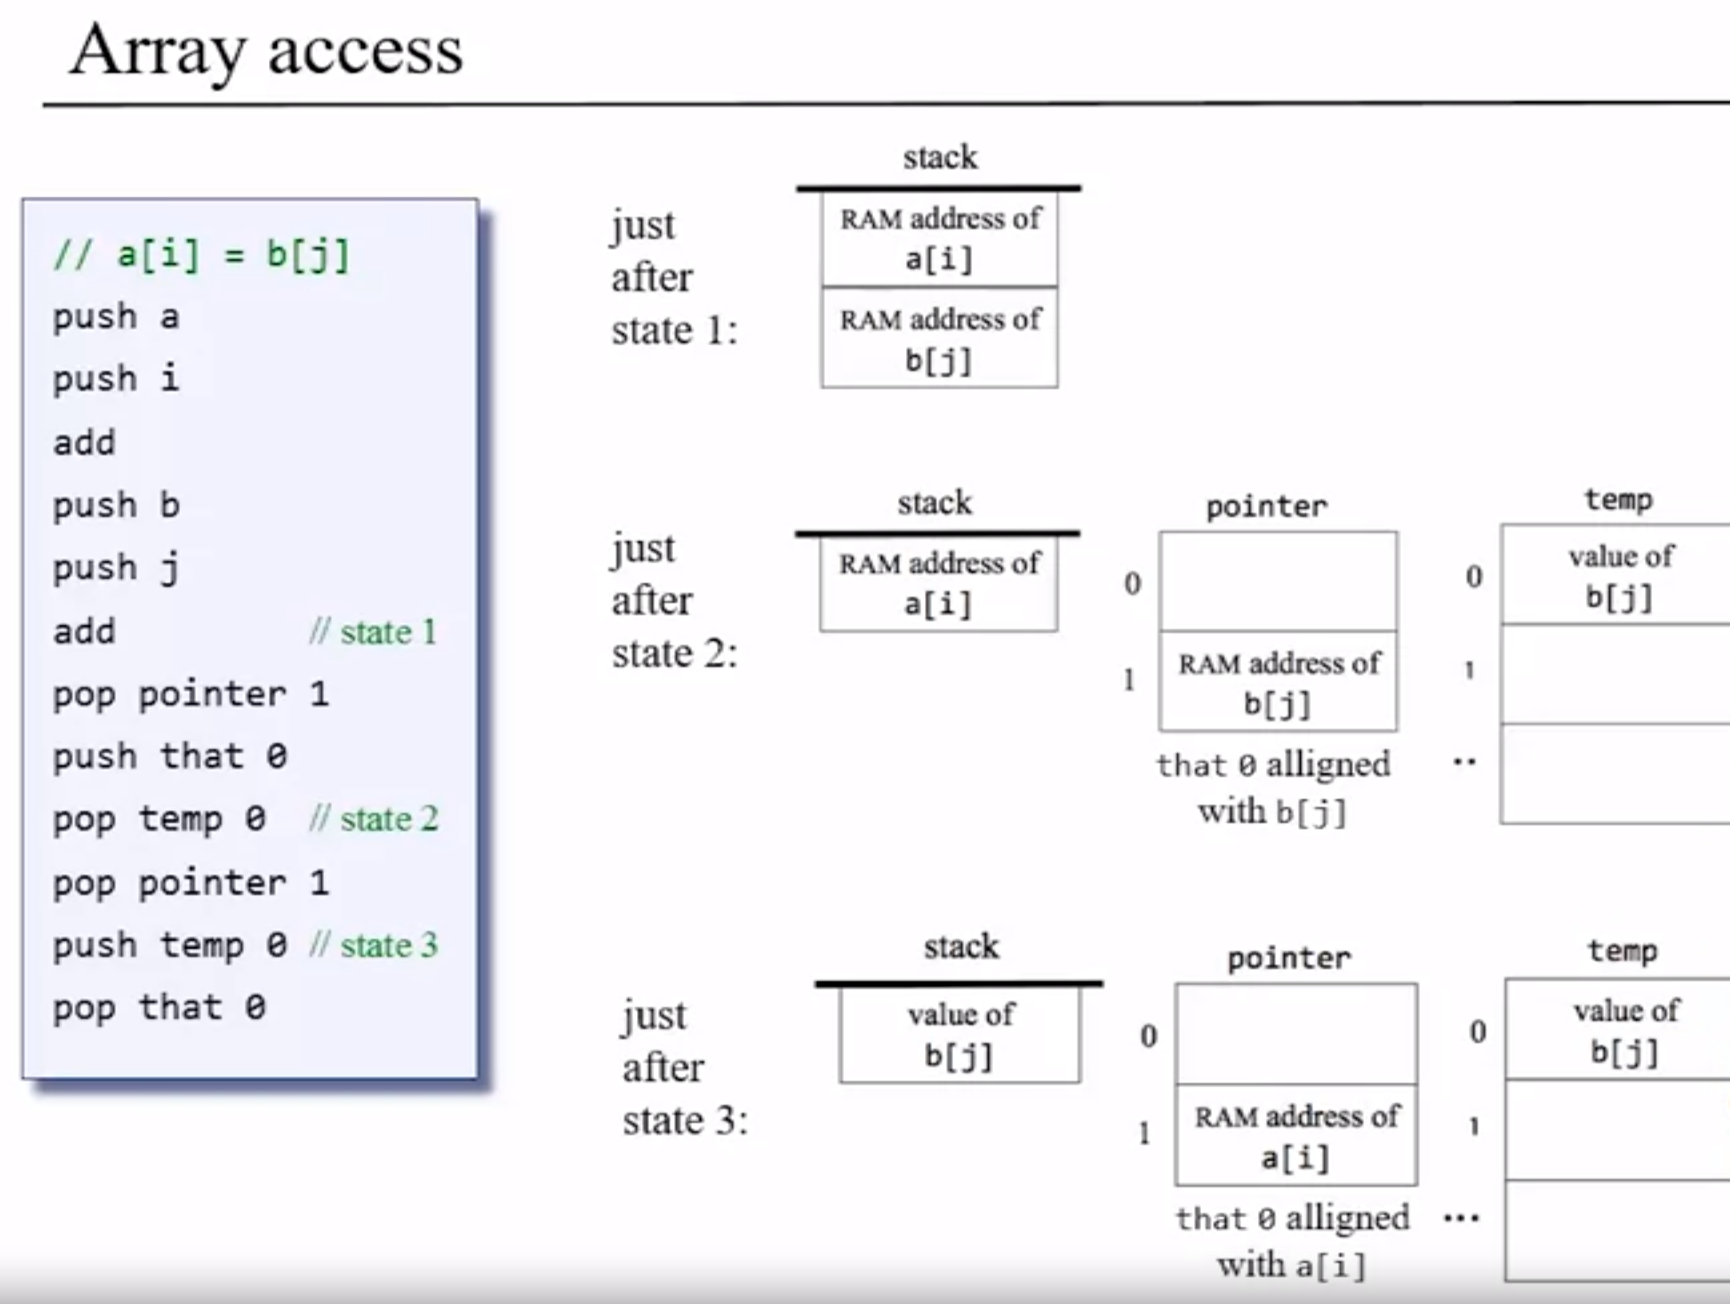 Array access
// a[i] = b[j]
push a
push i
add
push b
push j
add // state 1
pop pointer 1
push that 0
pop temp 0 // state 2
pop pointer 1
push temp 0 // state 3
pop that 0
just
after
state 1:
stack
RAM address of
a[i]
RAM address of
b[j]
just
after
state 2:
stack
RAM address of
a[i]
pointer
0
1
RAM address of
b[j]
that 0 alligned
with b[j]
temp
0
value of
b[j]
1
..
just
after
state 3:
stack
value of
b[j]
pointer
0
1
RAM address of
a[i]
that 0 alligned
with a[i]
temp
0
value of
b[j]
1
...